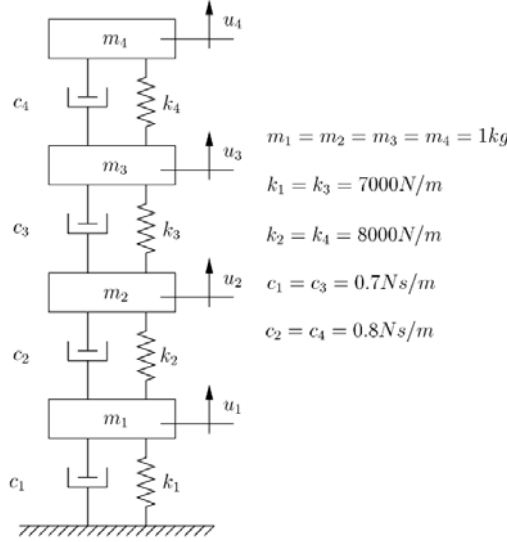 u₄
m₄
c₄
k₄
u₃
m₁ = m₂ = m₃ = m₄ = 1kg
m₃
k₁ = k₃ = 7000N/m
c₃
k₃
k₂ = k₄ = 8000N/m
u₂
m₂
c₁ = c₃ = 0.7Ns/m
c₂ = c₄ = 0.8Ns/m
c₂
k₂
u₁
m₁
c₁
k₁